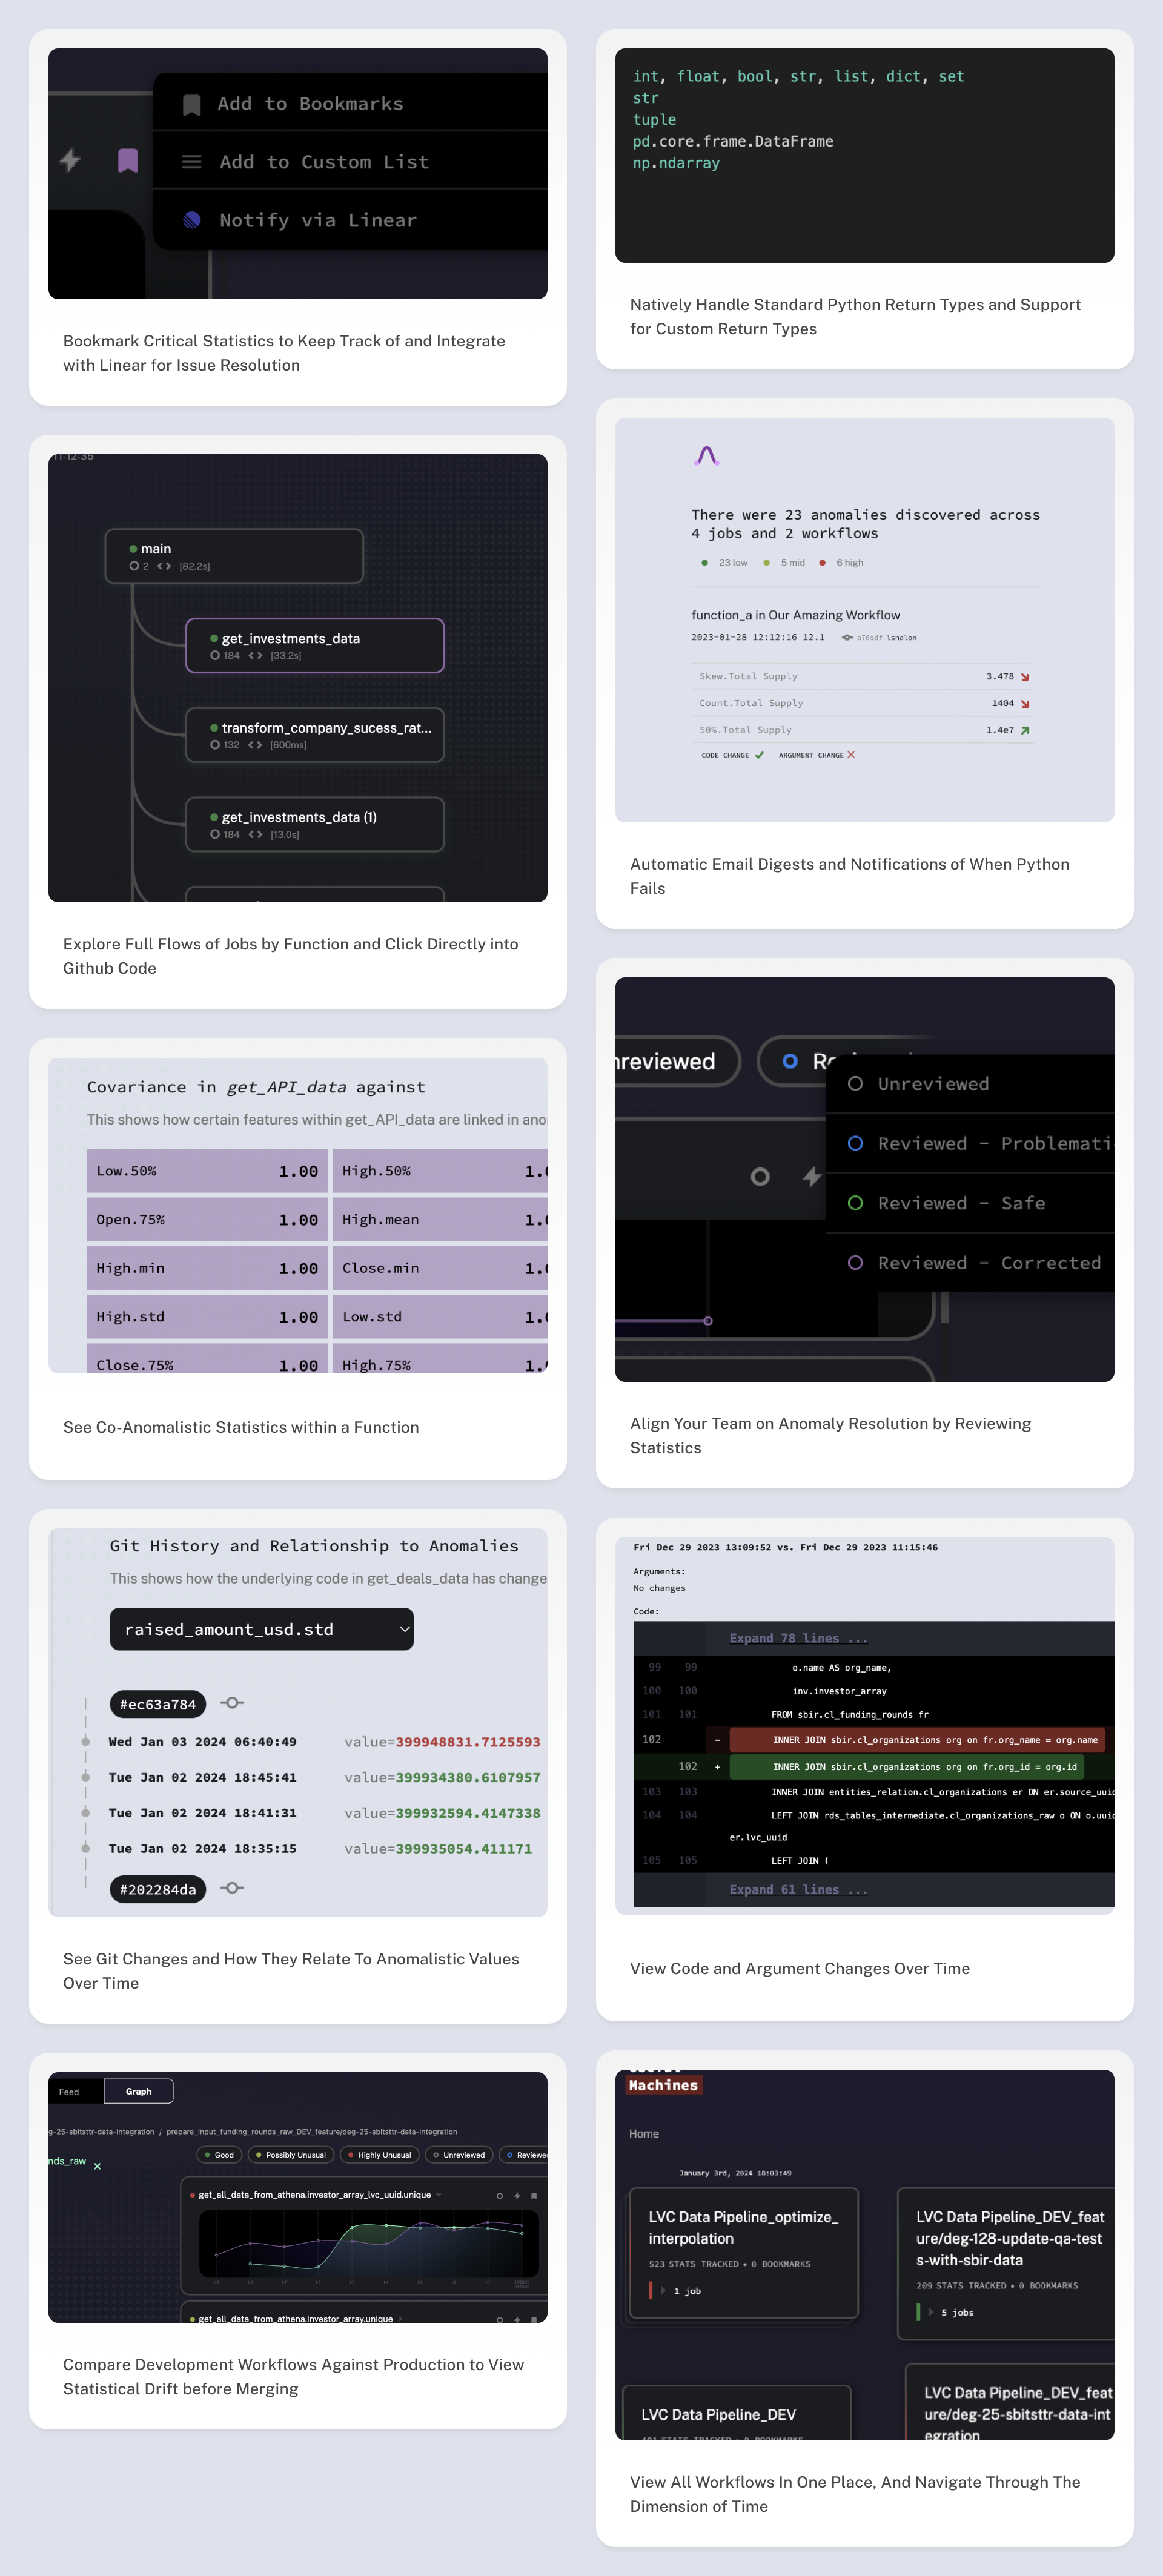 Add to Bookmarks
Add to Custom List
Notify via Linear
Bookmark Critical Statistics to Keep Track of and Integrate
with Linear for Issue Resolution
11:12:35
main
2 <> [82.2s]
get_investments_data
184 <> [33.2s]
transform_company_sucess_rat...
132 <> [600ms]
get_investments_data (1)
184 <> [13.0s]
Explore Full Flows of Jobs by Function and Click Directly into
Github Code
Covariance in get_API_data against
This shows how certain features within get_API_data are linked in ano
Low.50% 1.00 High.50% 1.0
Open.75% 1.00 High.mean 1.0
High.min 1.00 Close.min 1.0
High.std 1.00 Low.std 1.0
Close.75% 1.00 High.75% 1.0
See Co-Anomalistic Statistics within a Function
Git History and Relationship to Anomalies
This shows how the underlying code in get_deals_data has change
raised_amount_usd.std
#ec63a784
Wed Jan 03 2024 06:40:49 value=399948831.7125593
Tue Jan 02 2024 18:45:41 value=399934380.6107957
Tue Jan 02 2024 18:41:31 value=399932594.4147338
Tue Jan 02 2024 18:35:15 value=399935054.411171
#202284da
See Git Changes and How They Relate To Anomalistic Values
Over Time
Feed Graph
g-25-sbitsttr-data-integration / prepare_input_funding_rounds_raw_DEV_feature/deg-25-sbitsttr-data-integration
Good Possibly Unusual Highly Unusual Unreviewed Reviewe
nds_raw ×
get_all_data_from_athena.investor_array_lvc_uuid.unique
get_all_data_from_athena.investor_array.unique
Compare Development Workflows Against Production to View
Statistical Drift before Merging
int, float, bool, str, list, dict, set
str
tuple
pd.core.frame.DataFrame
np.ndarray
Natively Handle Standard Python Return Types and Support
for Custom Return Types
There were 23 anomalies discovered across
4 jobs and 2 workflows
23 low 5 mid 6 high
function_a in Our Amazing Workflow
2023-01-28 12:12:16 12.1 a76sdf lshalon
Skew.Total Supply 3.478
Count.Total Supply 1404
50%.Total Supply 1.4e7
CODE CHANGE ARGUMENT CHANGE
Automatic Email Digests and Notifications of When Python
Fails
nreviewed
Unreviewed
Reviewed - Problemati
Reviewed - Safe
Reviewed - Corrected
Align Your Team on Anomaly Resolution by Reviewing
Statistics
Fri Dec 29 2023 13:09:52 vs. Fri Dec 29 2023 11:15:46
Arguments:
No changes
Code:
Expand 78 lines ...
99 99 o.name AS org_name,
100 100 inv.investor_array
101 101 FROM sbir.cl_funding_rounds fr
102 - INNER JOIN sbir.cl_organizations org on fr.org_name = org.name
102 + INNER JOIN sbir.cl_organizations org on fr.org_id = org.id
103 103 INNER JOIN entities_relation.cl_organizations er ON er.source_uuid
104 104 LEFT JOIN rds_tables_intermediate.cl_organizations_raw o ON o.uuid
er.lvc_uuid
105 105 LEFT JOIN (
Expand 61 lines ...
View Code and Argument Changes Over Time
Machines
Home
January 3rd, 2024 18:03:49
LVC Data Pipeline_optimize_
interpolation
523 STATS TRACKED • 0 BOOKMARKS
1 job
LVC Data Pipeline_DEV_feat
ure/deg-128-update-qa-test
s-with-sbir-data
209 STATS TRACKED • 0 BOOKMARKS
5 jobs
LVC Data Pipeline_DEV
401 STATS TRACKED • 0 BOOKMARKS
LVC Data Pipeline_DEV_feat
ure/deg-25-sbitsttr-data-int
egration
View All Workflows In One Place, And Navigate Through The
Dimension of Time